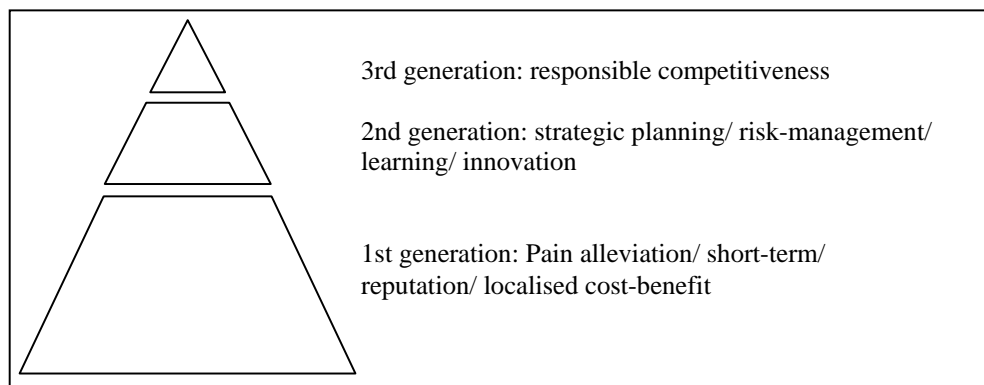 3rd generation: responsible competitiveness
2nd generation: strategic planning/ risk-management/
learning/ innovation
1st generation: Pain alleviation/ short-term/
reputation/ localised cost-benefit